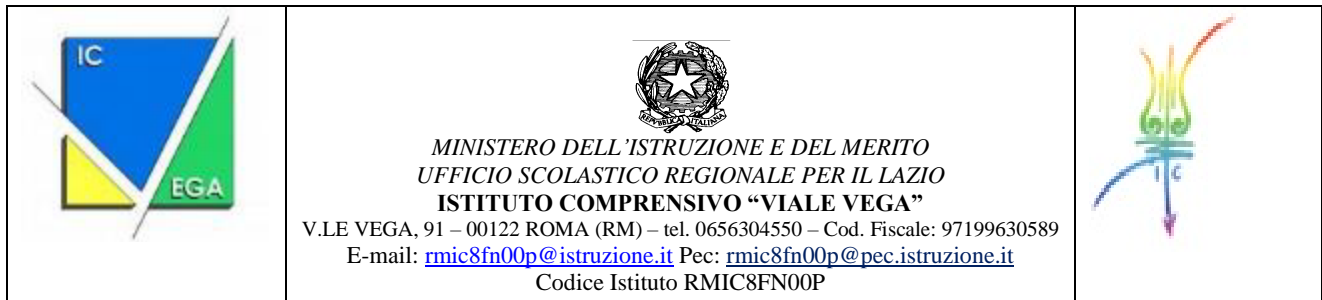 IC
EGA
REPVBBLICA ITALIANA
MINISTERO DELL’ISTRUZIONE E DEL MERITO
UFFICIO SCOLASTICO REGIONALE PER IL LAZIO
ISTITUTO COMPRENSIVO “VIALE VEGA”
V.LE VEGA, 91 – 00122 ROMA (RM) – tel. 0656304550 – Cod. Fiscale: 97199630589
E-mail: rmic8fn00p@istruzione.it Pec: rmic8fn00p@pec.istruzione.it
Codice Istituto RMIC8FN00P
I C